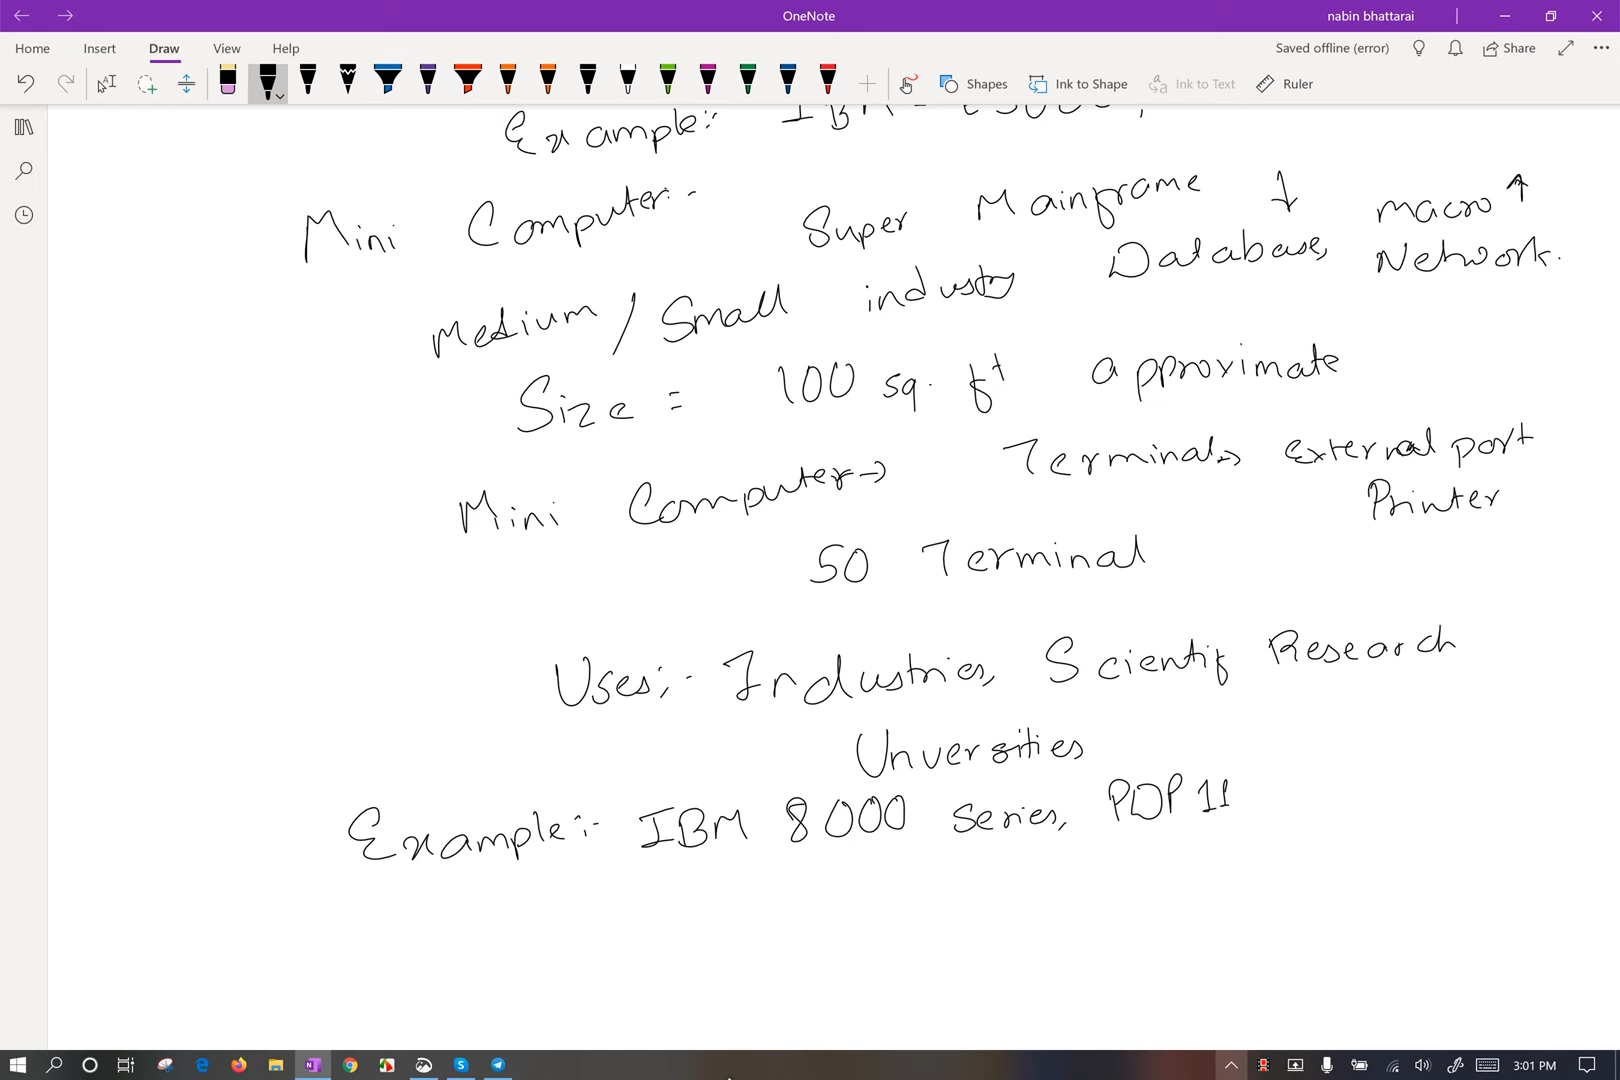 OneNote
nabin bhattarai
Home Insert Draw View Help
Saved offline (error) Share
Shapes Ink to Shape Ink to Text Ruler
Example:-
Mini Computer:- Super Mainframe ↓ macro ↑
Medium / Small industry Database, Network.
Size = 100 sq. ft approximate
Mini Computer → Terminal → External port
Printer
50 Terminal
Uses:- Industries, Scientif Research
Unversities
Example:- IBM 8000 series, PDP 11
3:01 PM